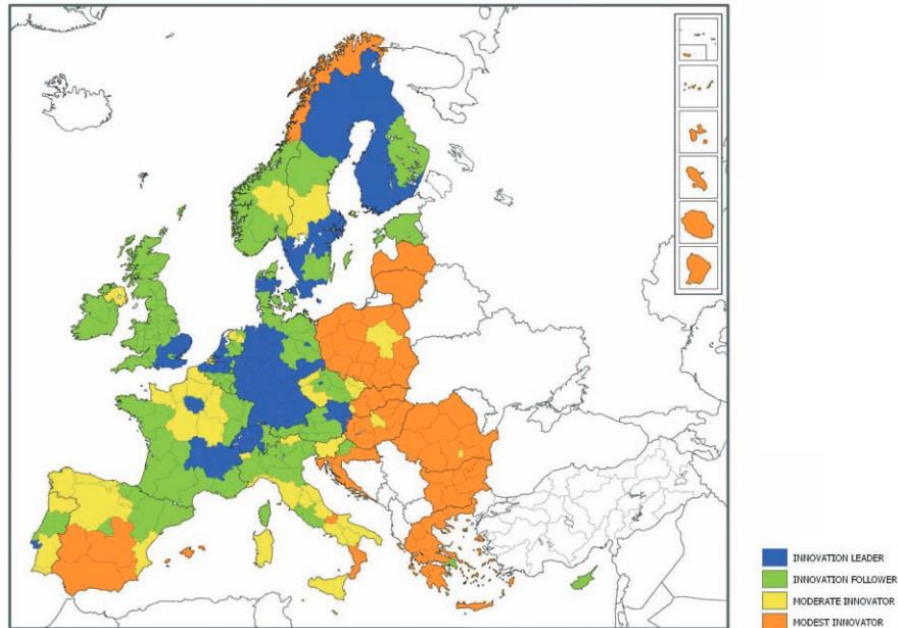 INNOVATION LEADER
INNOVATION FOLLOWER
MODERATE INNOVATOR
MODEST INNOVATOR